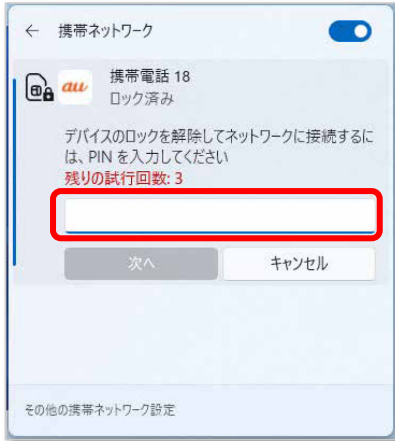 ← 携帯ネットワーク
au
携帯電話 18
ロック済み
デバイスのロックを解除してネットワークに接続するに
は、PIN を入力してください
残りの試行回数: 3
次へ キャンセル
その他の携帯ネットワーク設定